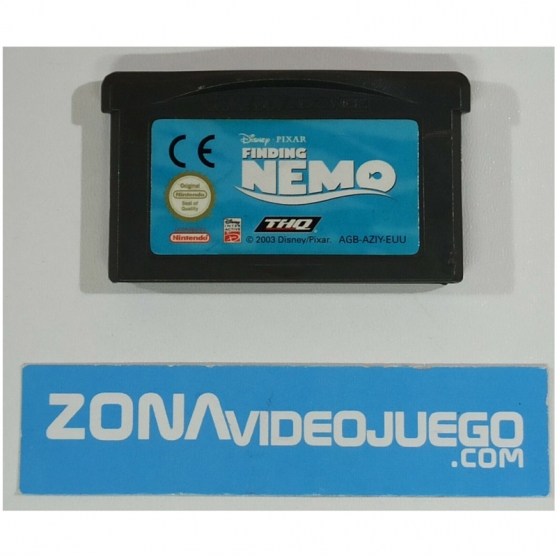 Disney · PIXAR
CE
FINDING
NEMO
Original
Nintendo
Seal of
Quality
THQ
Nintendo
© 2003 Disney/Pixar. AGB-AZIY-EUU
ZONAVIDEOJUEGO
.COM